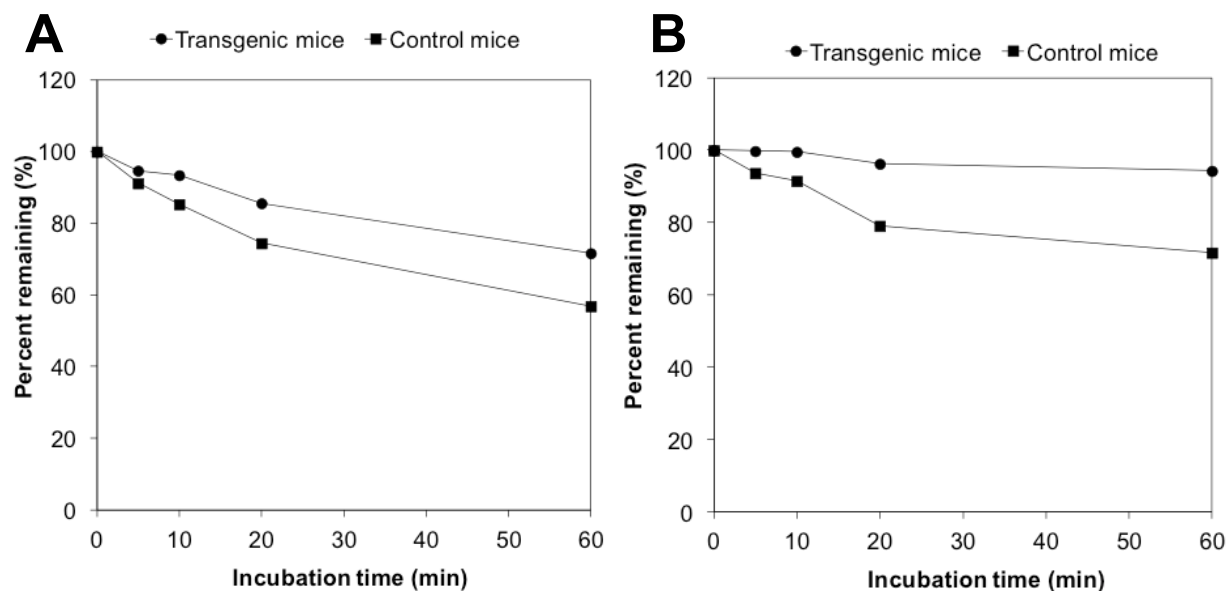 A
Transgenic mice
Control mice
120
100
80
60
40
20
0
Percent remaining (%)
0 10 20 30 40 50 60
Incubation time (min)
B
Transgenic mice
Control mice
120
100
80
60
40
20
0
Percent remaining (%)
0 10 20 30 40 50 60
Incubation time (min)